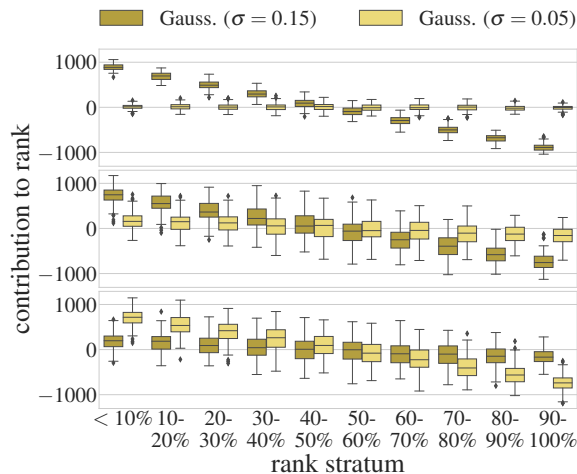 Gauss. (σ = 0.15) Gauss. (σ = 0.05)
contribution to rank
1000
0
−1000
1000
0
−1000
1000
0
−1000
< 10% 10- 20- 30- 40- 50- 60- 70- 80- 90-
20% 30% 40% 50% 60% 70% 80% 90% 100%
rank stratum